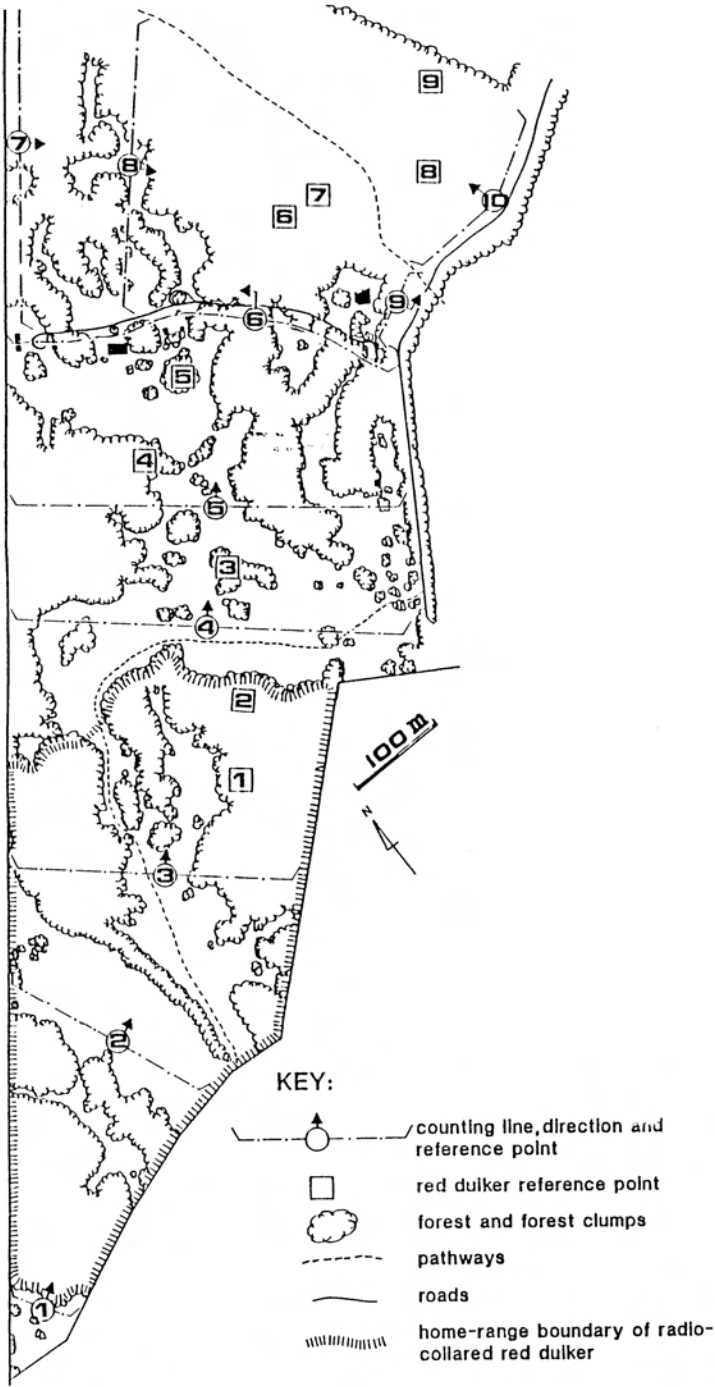 9
7
8
10
8
7
6
9
6
5
4
5
3
4
2
1
3
2
1
100 m
N
KEY:
counting line, direction and
reference point
red duiker reference point
forest and forest clumps
pathways
roads
home-range boundary of radio-
collared red duiker